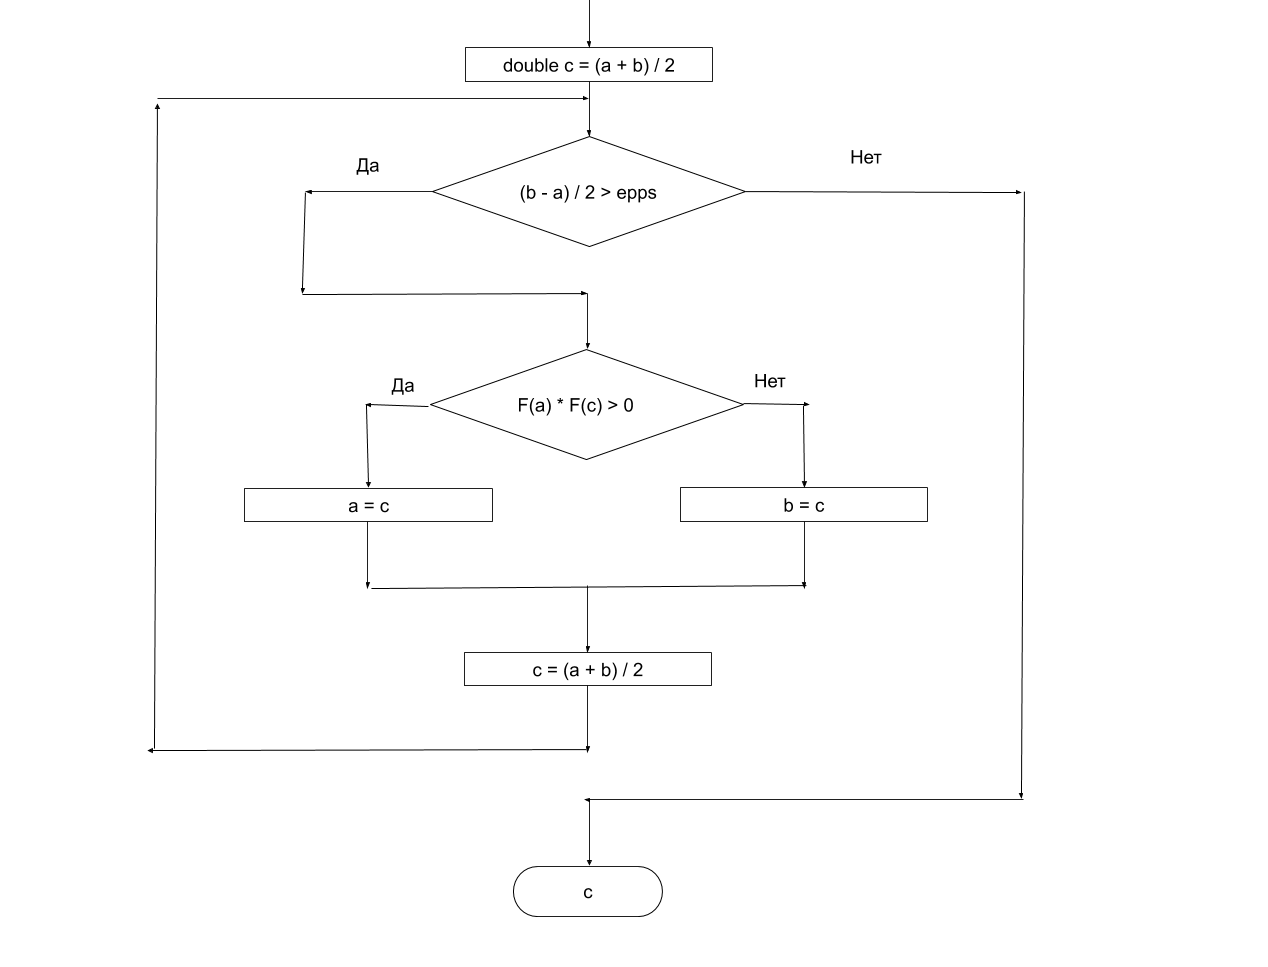 double c = (a + b) / 2
Да
Нет
(b - a) / 2 > epps
Да
Нет
F(a) * F(c) > 0
a = c
b = c
c = (a + b) / 2
c